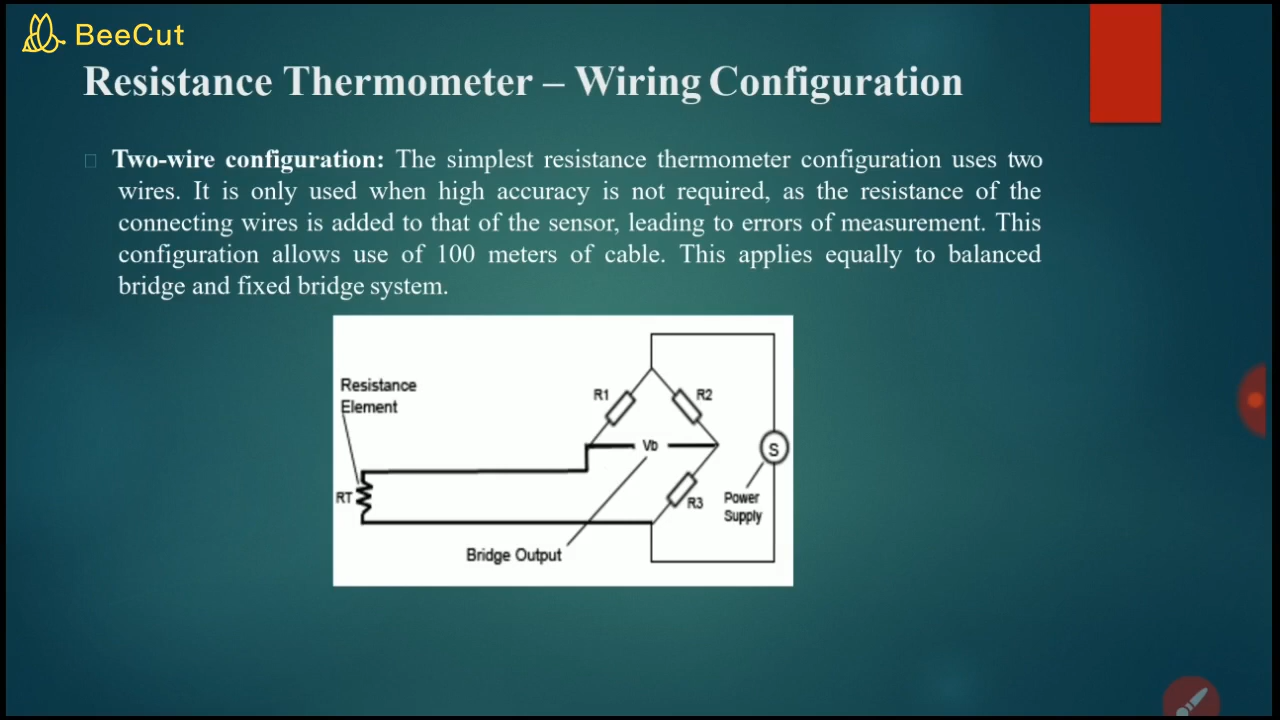 BeeCut
Resistance Thermometer – Wiring Configuration
Two-wire configuration: The simplest resistance thermometer configuration uses two
wires. It is only used when high accuracy is not required, as the resistance of the
connecting wires is added to that of the sensor, leading to errors of measurement. This
configuration allows use of 100 meters of cable. This applies equally to balanced
bridge and fixed bridge system.
Resistance
Element
R1
R2
Vb
S
RT
R3
Power
Supply
Bridge Output